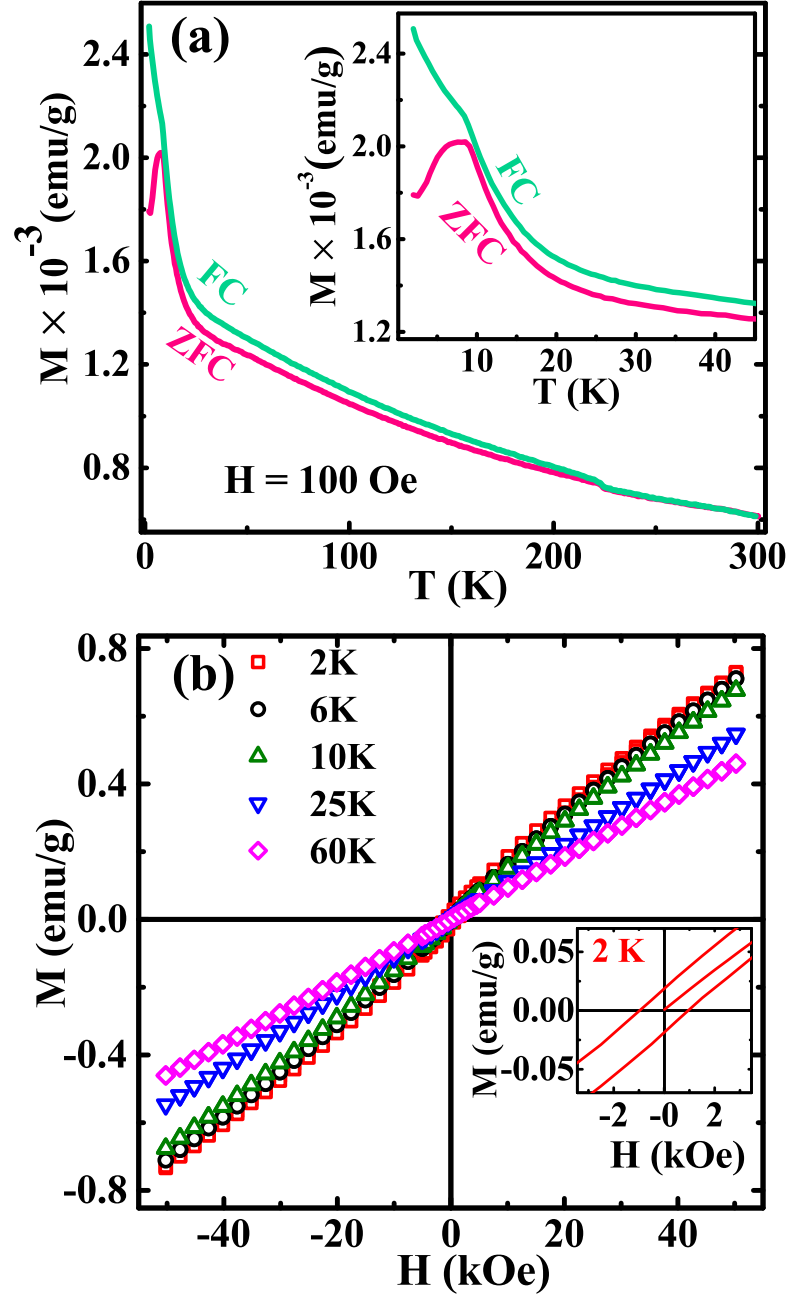 (a)
2.4
2.0
1.6
1.2
0.8
M × 10⁻³ (emu/g)
FC
ZFC
H = 100 Oe
0
100
200
300
T (K)
2.4
2.0
1.6
1.2
M × 10⁻³ (emu/g)
FC
ZFC
10
20
30
40
T (K)
(b)
2K
6K
10K
25K
60K
0.8
0.4
0.0
-0.4
-0.8
M (emu/g)
-40
-20
0
20
40
H (kOe)
2 K
0.05
0.00
-0.05
M (emu/g)
-2
-0
2
H (kOe)